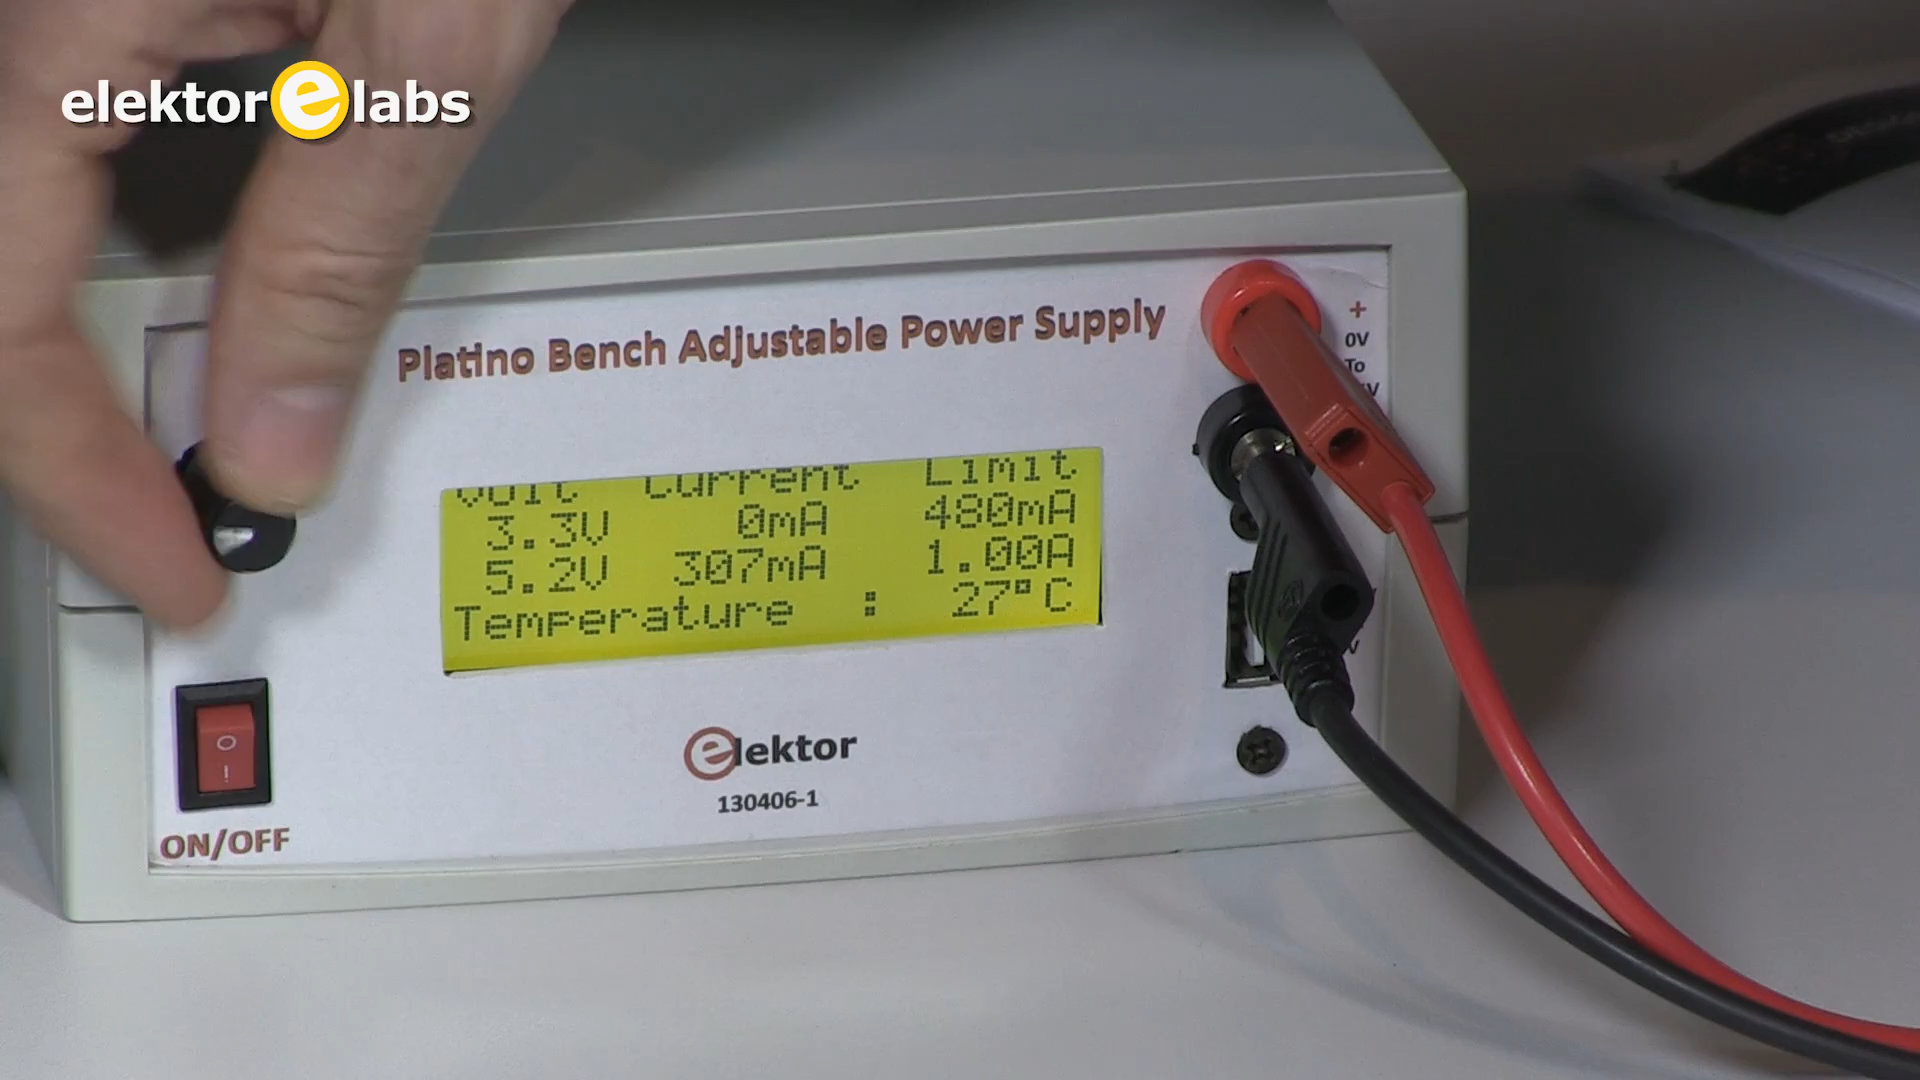 elektor e labs
Platino Bench Adjustable Power Supply
+
0V
To
V
Volt Current Limit
3.3V 0mA 480mA
5.2V 307mA 1.00A
Temperature : 27°C
O
I
ON/OFF
elektor
130406-1